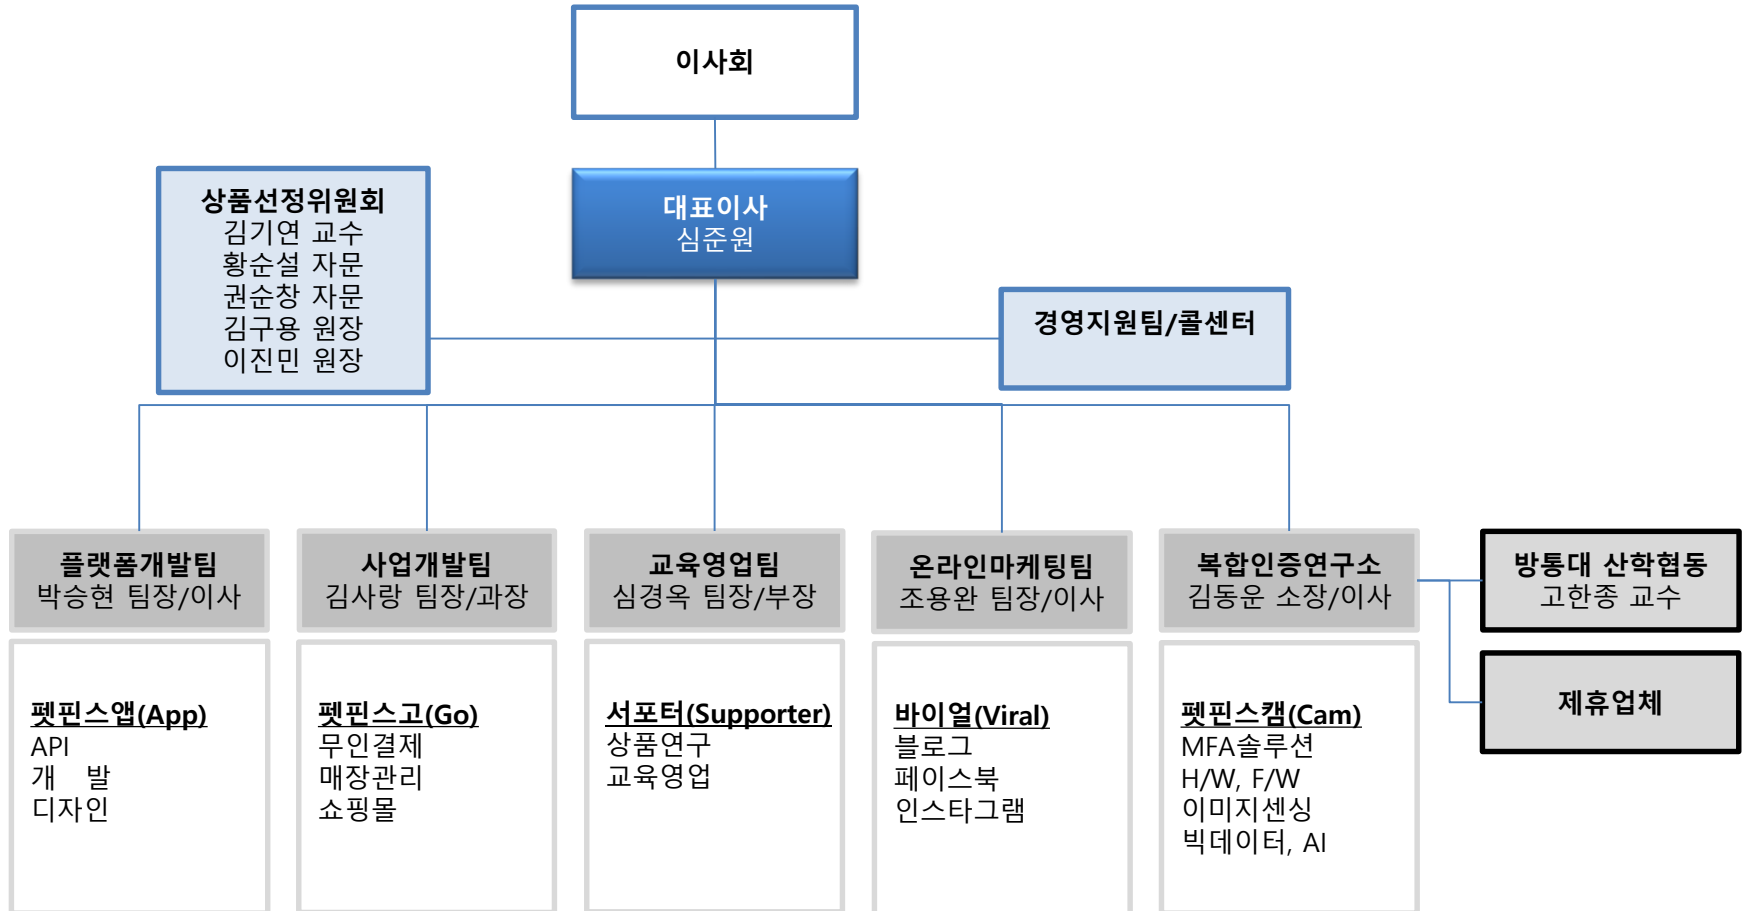 이사회
대표이사
심준원
상품선정위원회
김기연 교수
황순설 자문
권순창 자문
김구용 원장
이진민 원장
경영지원팀/콜센터
플랫폼개발팀
박승현 팀장/이사
펫핀스앱(App)
API
개 발
디자인
사업개발팀
김사랑 팀장/과장
펫핀스고(Go)
무인결제
매장관리
쇼핑몰
교육영업팀
심경옥 팀장/부장
서포터(Supporter)
상품연구
교육영업
온라인마케팅팀
조용완 팀장/이사
바이얼(Viral)
블로그
페이스북
인스타그램
복합인증연구소
김동운 소장/이사
펫핀스캠(Cam)
MFA솔루션
H/W, F/W
이미지센싱
빅데이터, AI
방통대 산학협동
고한종 교수
제휴업체